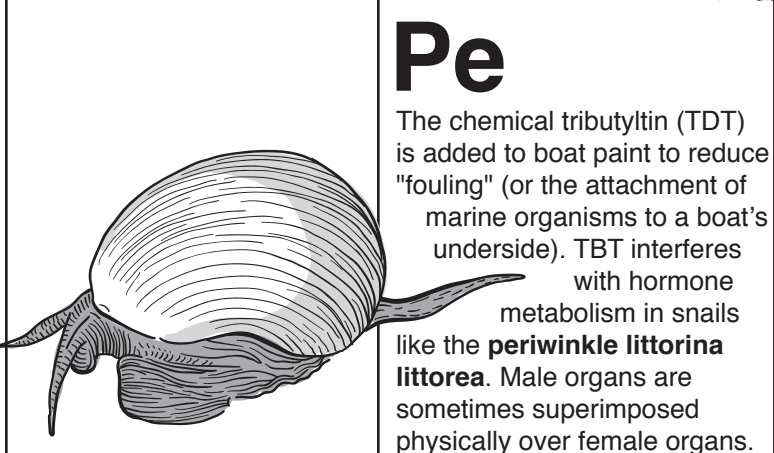 Pe
The chemical tributyltin (TDT)
is added to boat paint to reduce
"fouling" (or the attachment of
marine organisms to a boat's
underside). TBT interferes
with hormone
metabolism in snails
like the periwinkle littorina
littorea. Male organs are
sometimes superimposed
physically over female organs.